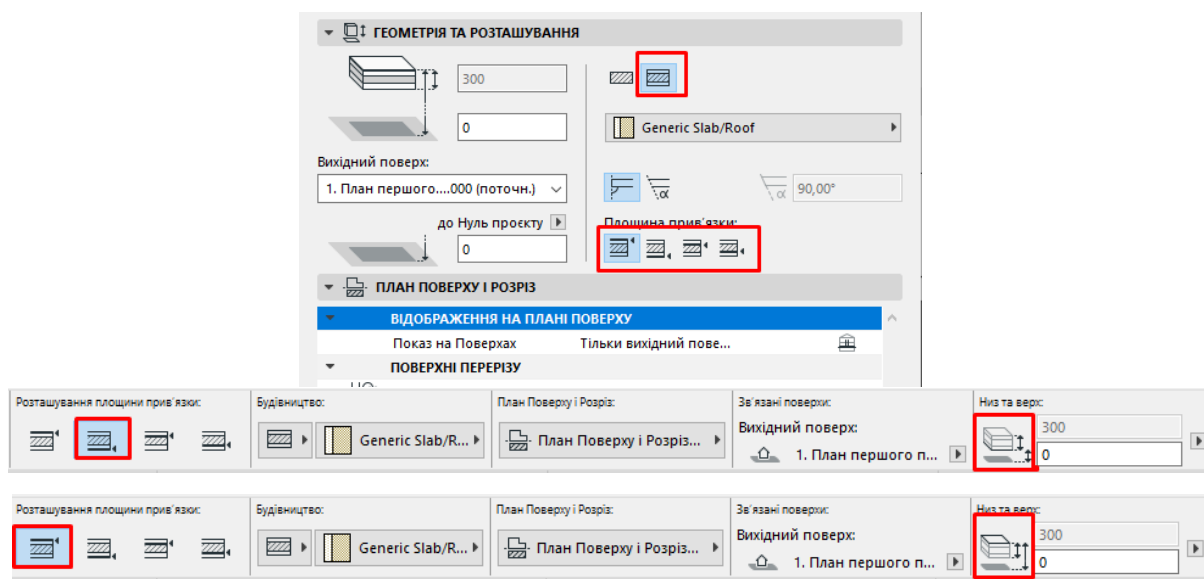 ГЕОМЕТРІЯ ТА РОЗТАШУВАННЯ
300
0
Generic Slab/Roof
Вихідний поверх:
1. План першого....000 (поточн.)
α
α
90,00°
до Нуль проєкту
Площина прив'язки:
0
ПЛАН ПОВЕРХУ І РОЗРІЗ
ВІДОБРАЖЕННЯ НА ПЛАНІ ПОВЕРХУ
Показ на Поверхах Тільки вихідний пове...
ПОВЕРХНІ ПЕРЕРІЗУ
Розташування площини прив'язки: Будівництво: План Поверху і Розріз: Зв'язані поверхи: Низ та верх:
Generic Slab/R... План Поверху і Розріз... Вихідний поверх: 300
1. План першого п... 0
Розташування площини прив'язки: Будівництво: План Поверху і Розріз: Зв'язані поверхи: Низ та верх:
Generic Slab/R... План Поверху і Розріз... Вихідний поверх: 300
1. План першого п... 0